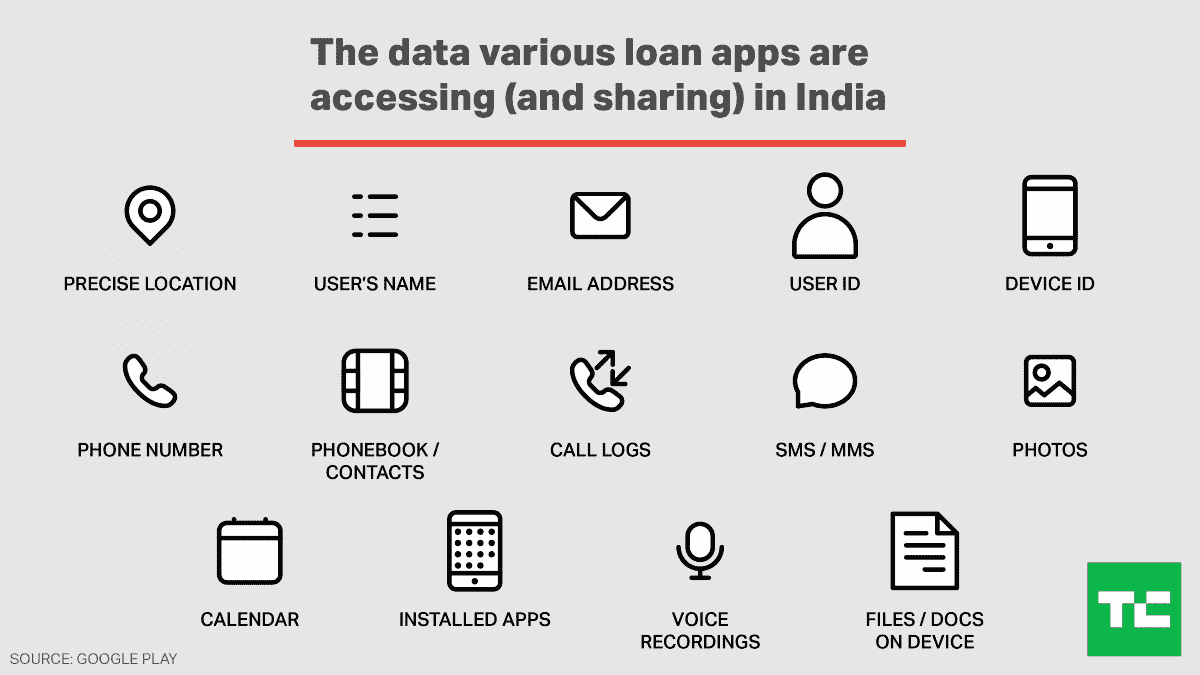 The data various loan apps are
accessing (and sharing) in India
PRECISE LOCATION
USER'S NAME
EMAIL ADDRESS
USER ID
DEVICE ID
PHONE NUMBER
PHONEBOOK /
CONTACTS
CALL LOGS
SMS / MMS
PHOTOS
CALENDAR
INSTALLED APPS
VOICE
RECORDINGS
FILES / DOCS
ON DEVICE
TC
SOURCE: GOOGLE PLAY